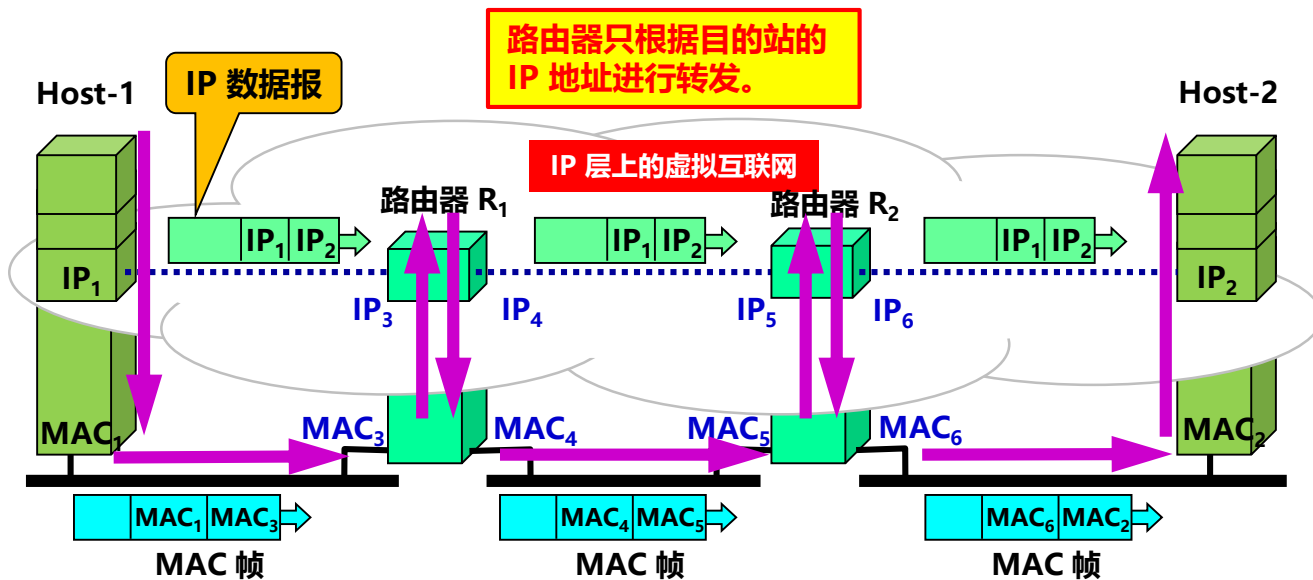 路由器只根据目的站的
IP 地址进行转发。
IP 数据报
Host-1
Host-2
IP 层上的虚拟互联网
路由器 R₁
路由器 R₂
IP₁ IP₂
IP₁ IP₂
IP₁ IP₂
IP₁
IP₂
IP₃
IP₄
IP₅
IP₆
MAC₁
MAC₃
MAC₄
MAC₅
MAC₆
MAC₂
MAC₁ MAC₃
MAC₄ MAC₅
MAC₆ MAC₂
MAC 帧
MAC 帧
MAC 帧